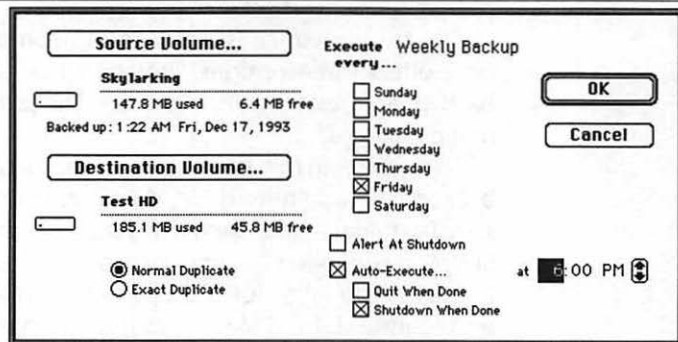 Source Volume...
Skylarking
147.8 MB used 6.4 MB free
Backed up: 1:22 AM Fri, Dec 17, 1993
Destination Volume...
Test HD
185.1 MB used 45.8 MB free
Normal Duplicate
Exact Duplicate
Execute every... Weekly Backup
Sunday
Monday
Tuesday
Wednesday
Thursday
Friday
Saturday
Alert At Shutdown
Auto-Execute... at 6:00 PM
Quit When Done
Shutdown When Done
OK
Cancel